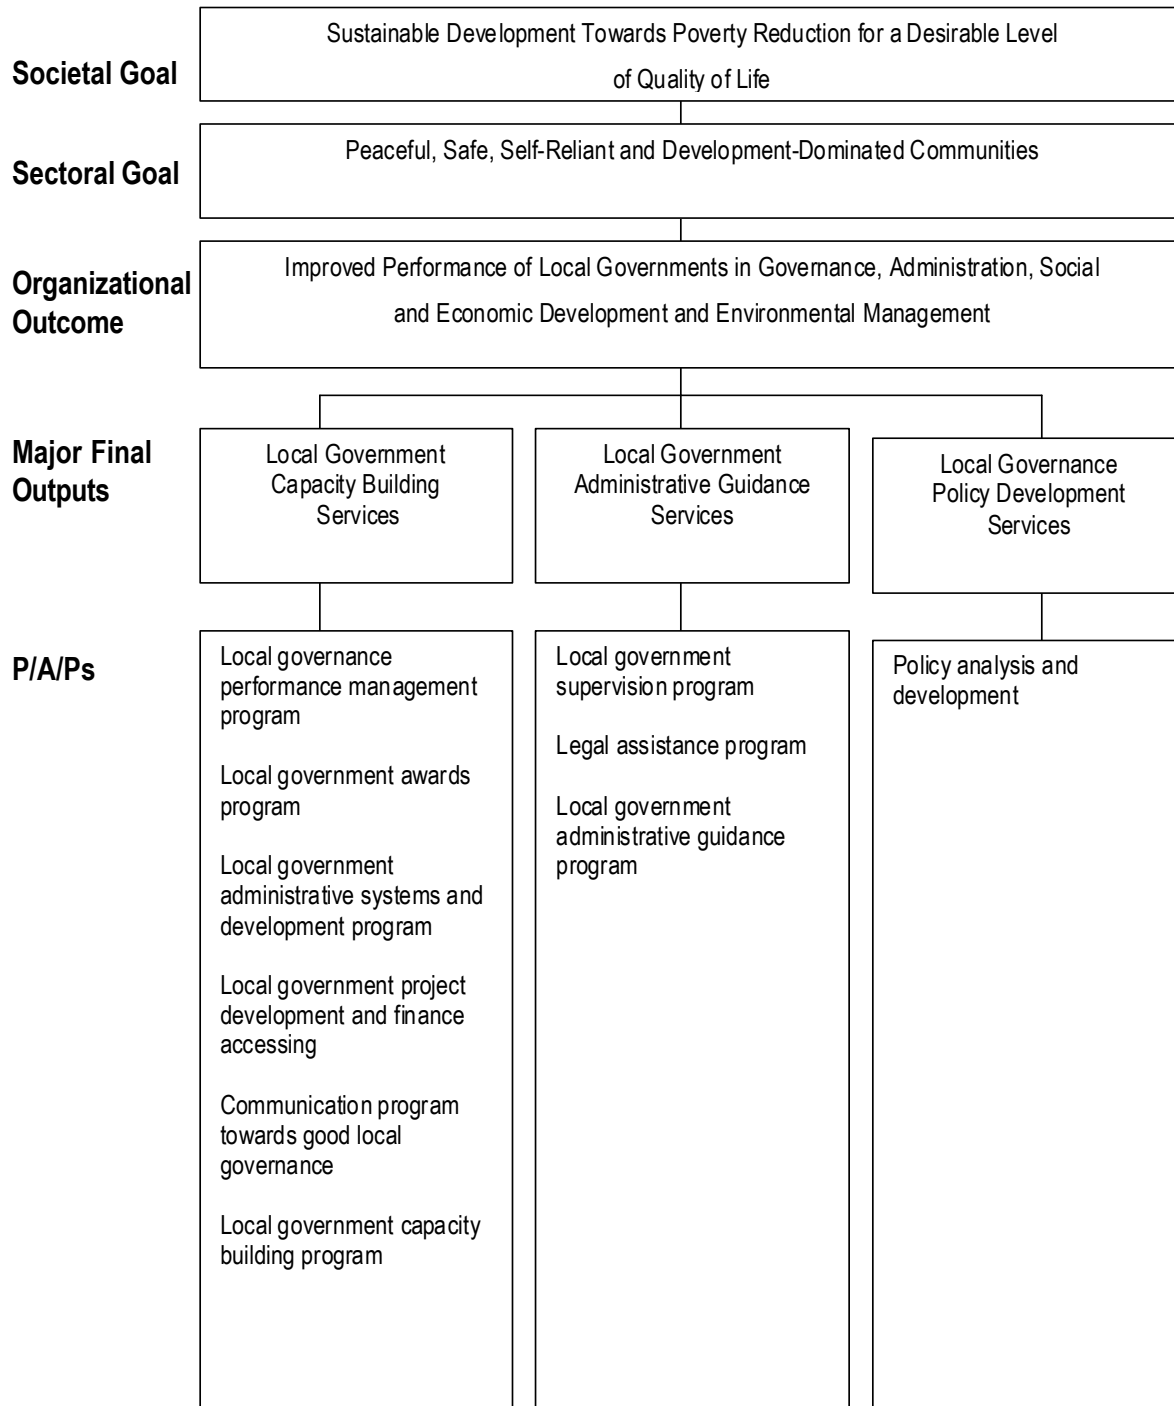 Societal Goal
Sustainable Development Towards Poverty Reduction for a Desirable Level
of Quality of Life
Sectoral Goal
Peaceful, Safe, Self-Reliant and Development-Dominated Communities
Organizational
Outcome
Improved Performance of Local Governments in Governance, Administration, Social
and Economic Development and Environmental Management
Major Final
Outputs
Local Government
Capacity Building
Services
Local Government
Administrative Guidance
Services
Local Governance
Policy Development
Services
P/A/Ps
Local governance
performance management
program
Local government awards
program
Local government
administrative systems and
development program
Local government project
development and finance
accessing
Communication program
towards good local
governance
Local government capacity
building program
Local government
supervision program
Legal assistance program
Local government
administrative guidance
program
Policy analysis and
development